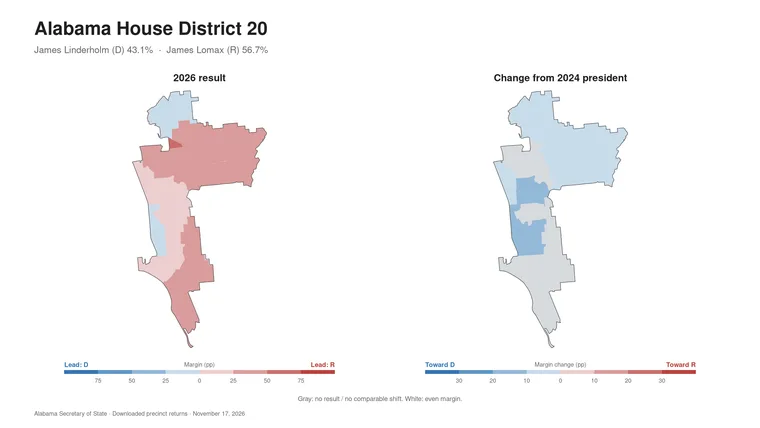 Alabama House District 20
James Linderholm (D) 43.1% · James Lomax (R) 56.7%
2026 result
Change from 2024 president
Lead: D
Margin (pp)
Lead: R
75 50 25 0 25 50 75
Toward D
Margin change (pp)
Toward R
30 20 10 0 10 20 30
Gray: no result / no comparable shift. White: even margin.
Alabama Secretary of State · Downloaded precinct returns · November 17, 2026